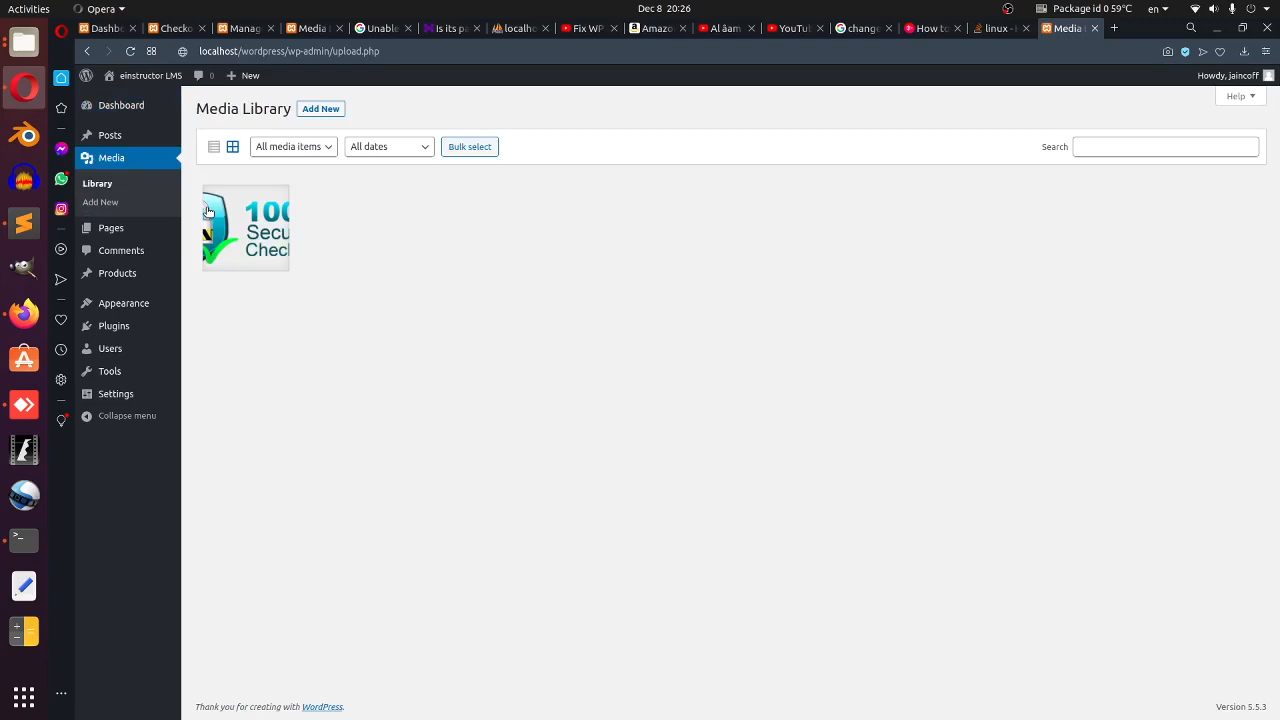 Activities
Opera
Dec 8 20:26
Package id 0 59°C
en
Dashbo
Checko
Manag
Media
Is its pa
localho
Unable
Fix WP
Amazo
Al âam
YouTu
change
How to
linux -
Media
localhost/wordpress/wp-admin/upload.php
einstructor LMS
0
New
Howdy, jaincoff
Dashboard
Posts
Media
Library
Add New
Pages
Comments
Products
Appearance
Plugins
Users
Tools
Settings
Collapse menu
Media Library
Add New
Help
All media items
All dates
Bulk select
Search
100
Secu
Check
Thank you for creating with WordPress.
Version 5.5.3